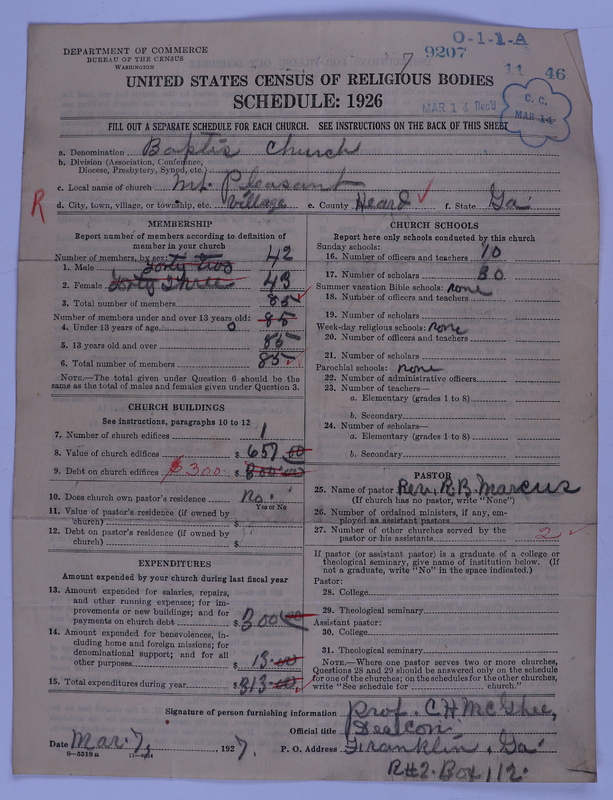 O-1-1-A
DEPARTMENT OF COMMERCE
9207
BUREAU OF THE CENSUS
WASHINGTON
11 46
UNITED STATES CENSUS OF RELIGIOUS BODIES
SCHEDULE: 1926
MAR 14 Rec'd
C. C.
MAR 14
FILL OUT A SEPARATE SCHEDULE FOR EACH CHURCH. SEE INSTRUCTIONS ON THE BACK OF THIS SHEET
a. Denomination Baptis Church
b. Division (Association, Conference, Diocese, Presbytery, Synod, etc.)
c. Local name of church Mt. Pleasant
R
d. City, town, village, or township, etc. Village e. County Heard f. State Ga
MEMBERSHIP
Report number of members according to definition of member in your church
Number of members, by sex:
1. Male forty two 42
2. Female forty three 43
3. Total number of members 85
Number of members under and over 13 years old: 85
4. Under 13 years of age 0
5. 13 years old and over 85
6. Total number of members 85
NOTE.—The total given under Question 6 should be the same as the total of males and females given under Question 3.
CHURCH BUILDINGS
See instructions, paragraphs 10 to 12
7. Number of church edifices 1
8. Value of church edifices $ 651.00
9. Debt on church edifices $300 $ 300.00
10. Does church own pastor's residence no.
Yes or No
11. Value of pastor's residence (if owned by church) $
12. Debt on pastor's residence (if owned by church) $
EXPENDITURES
Amount expended by your church during last fiscal year
13. Amount expended for salaries, repairs, and other running expenses; for improvements or new buildings; and for payments on church debt $ 300.00
14. Amount expended for benevolences, including home and foreign missions; for denominational support; and for all other purposes 13.00
15. Total expenditures during year $ 313.00
CHURCH SCHOOLS
Report here only schools conducted by this church
Sunday schools:
16. Number of officers and teachers 10
17. Number of scholars 30
Summer vacation Bible schools: none
18. Number of officers and teachers
19. Number of scholars
Week-day religious schools: none
20. Number of officers and teachers
21. Number of scholars
Parochial schools: none
22. Number of administrative officers
23. Number of teachers—
a. Elementary (grades 1 to 8)
b. Secondary
24. Number of scholars—
a. Elementary (grades 1 to 8)
b. Secondary
PASTOR
25. Name of pastor Rev. R. B. Marcus
(If church has no pastor, write "None")
26. Number of ordained ministers, if any, employed as assistant pastors
27. Number of other churches served by the pastor or his assistants 2
If pastor (or assistant pastor) is a graduate of a college or theological seminary, give name of institution below. (If not a graduate, write "No" in the space indicated.)
Pastor:
28. College
29. Theological seminary
Assistant pastor:
30. College
31. Theological seminary
NOTE.—Where one pastor serves two or more churches, Questions 28 and 29 should be answered only on the schedule for one of the churches; on the schedules for the other churches, write "See schedule for church."
Signature of person furnishing information Prof. C H McGhee,
Official title Deacon.
Date Mar. 7, 1927. P. O. Address Franklin, Ga
8—5518a 11—9064
R#2. Box 112.